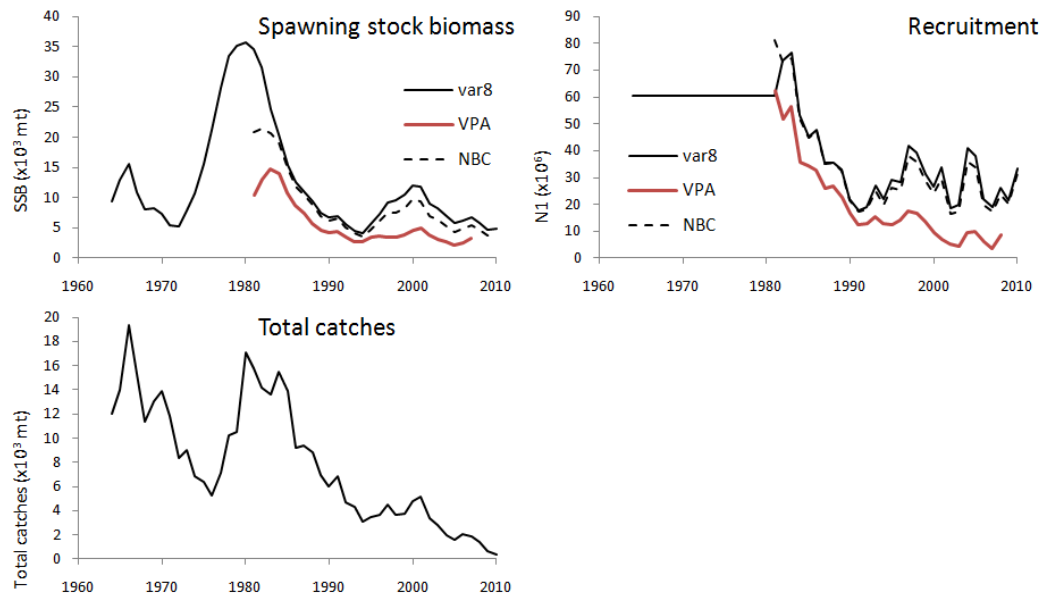 Spawning stock biomass
SSB (x10³ mt)
40
35
30
25
20
15
10
5
0
1960 1970 1980 1990 2000 2010
var8
VPA
NBC
Recruitment
N1 (x10⁶)
90
80
70
60
50
40
30
20
10
0
1960 1970 1980 1990 2000 2010
var8
VPA
NBC
Total catches
Total catches (x10³ mt)
20
18
16
14
12
10
8
6
4
2
0
1960 1970 1980 1990 2000 2010